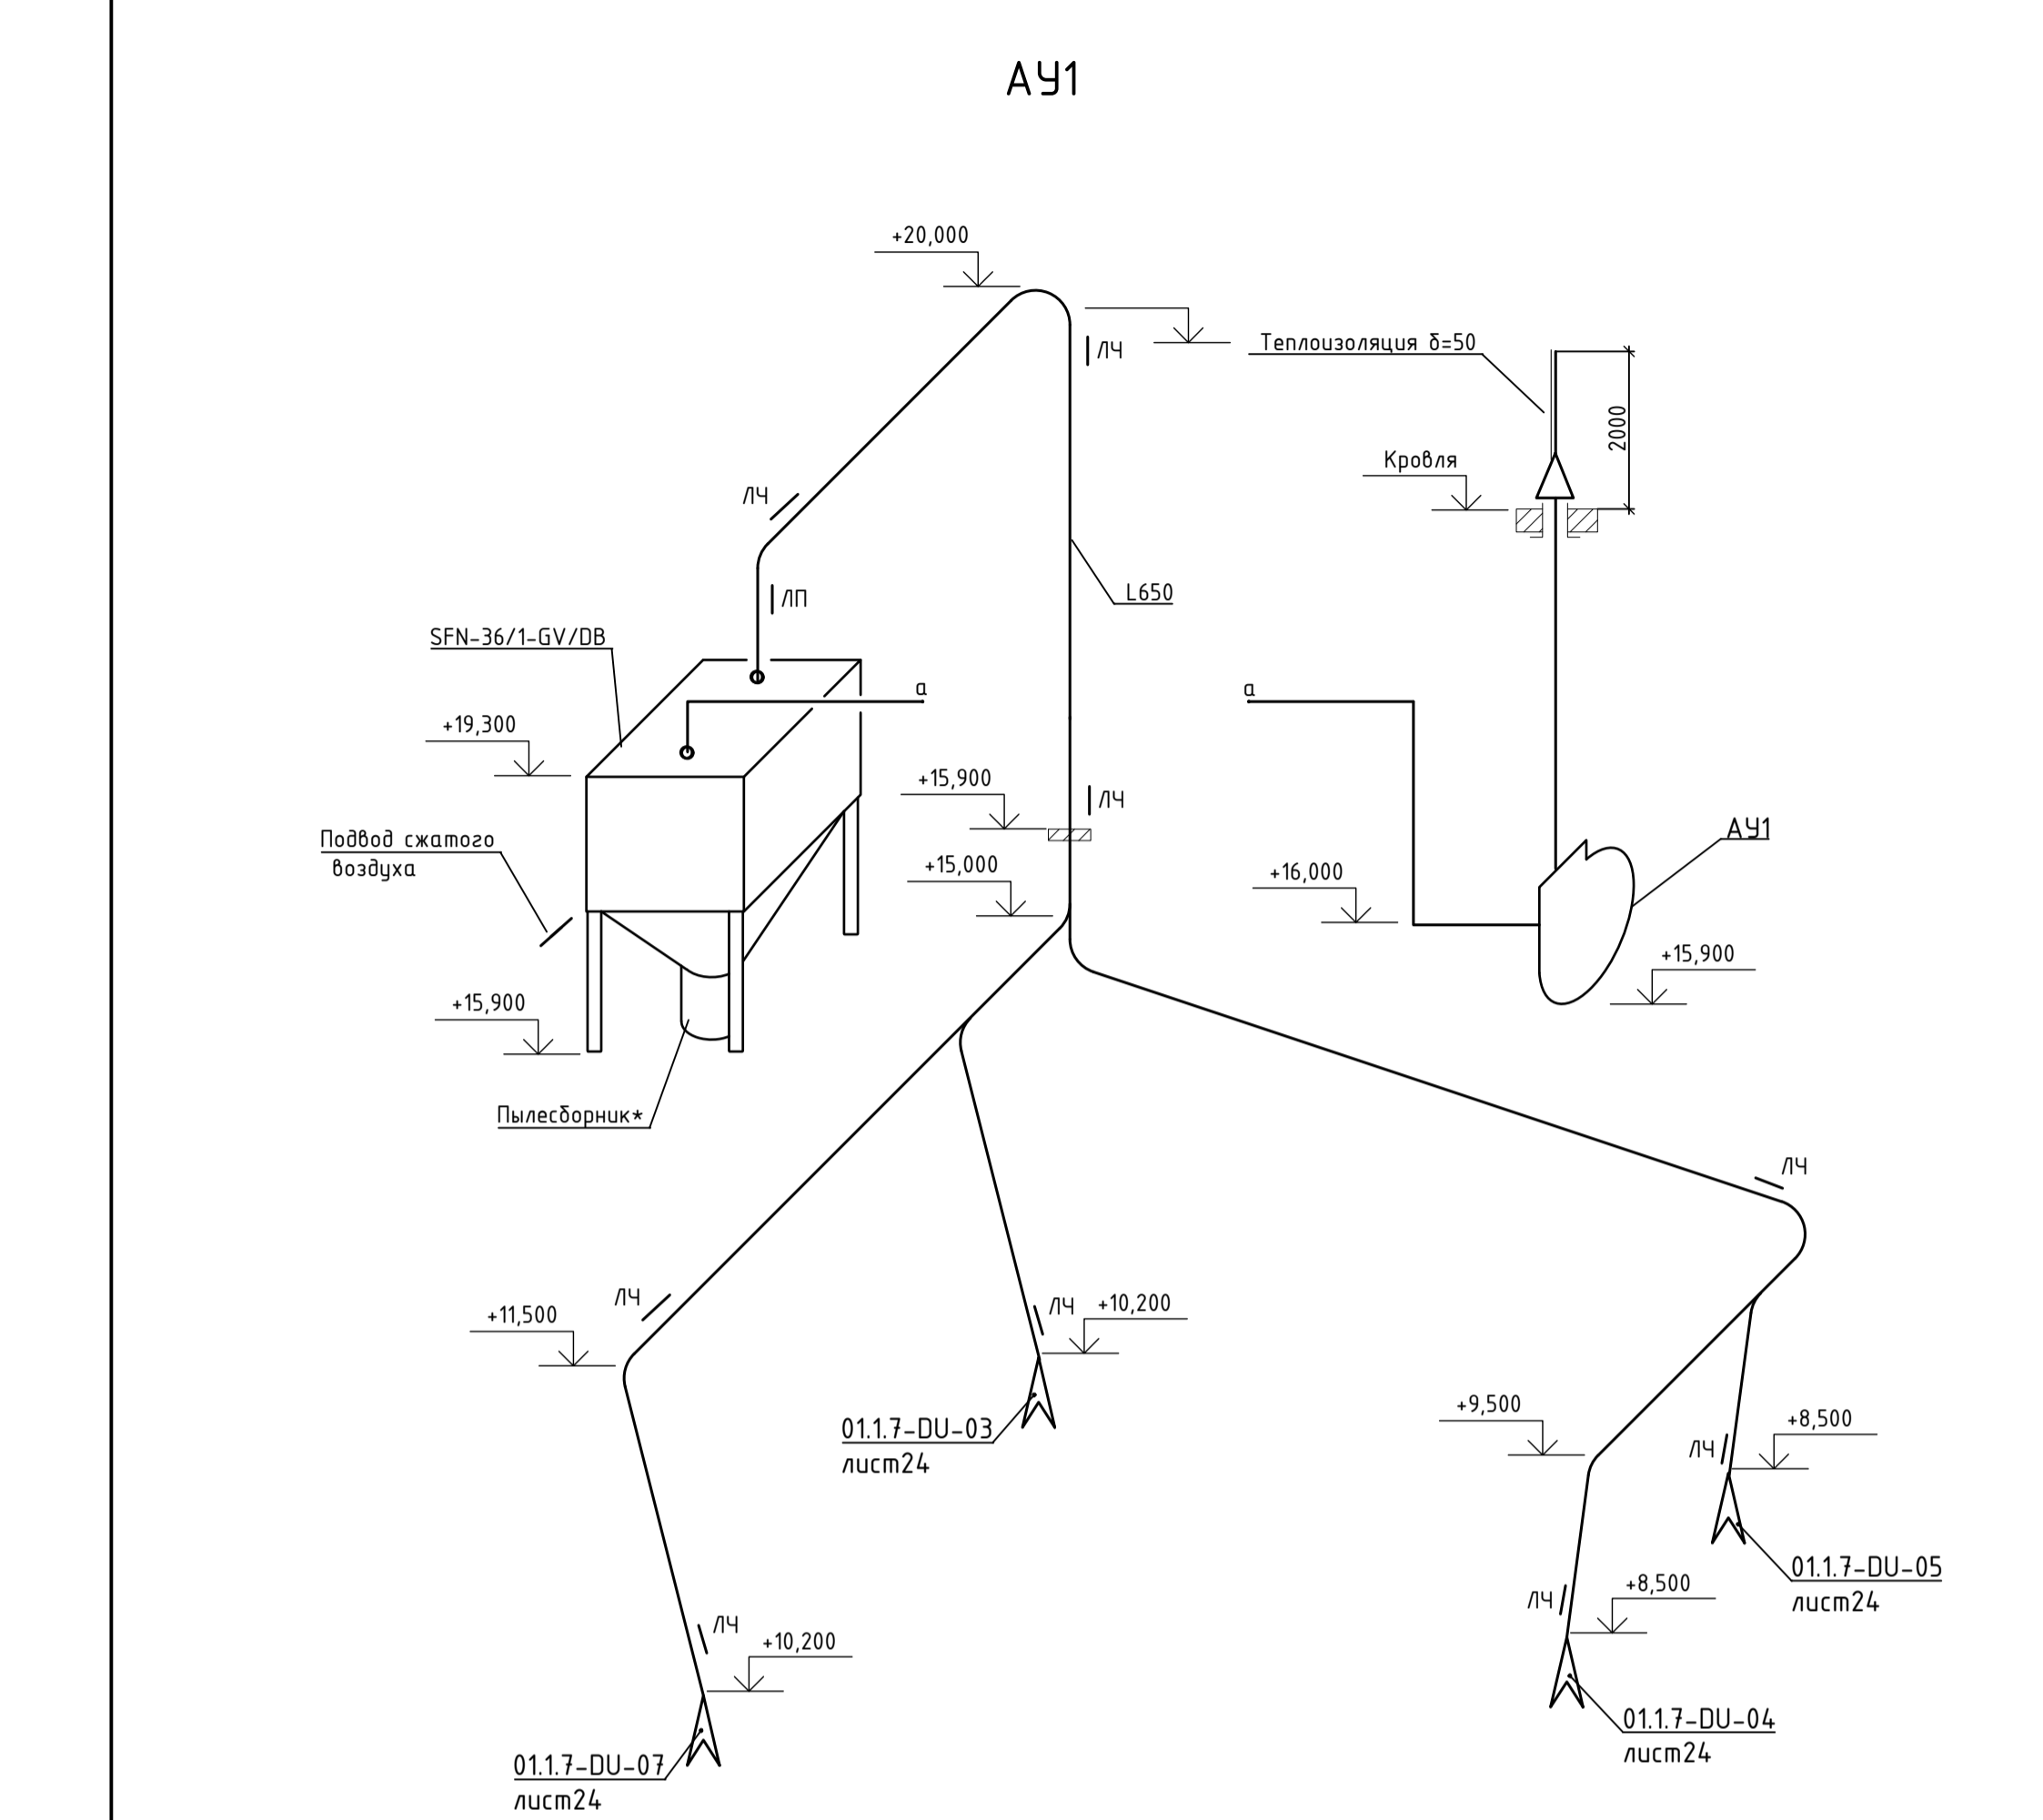 АУ1
+20,000
ЛЧ
Теплоизоляция δ=50
2000
Кровля
ЛЧ
ЛП
L650
SFN-36/1-GV/DB
а
а
+19,300
+15,900
ЛЧ
Подвод сжатого
воздуха
+15,000
+16,000
АУ1
+15,900
+15,900
Пылесборник*
ЛЧ
ЛЧ
+11,500
ЛЧ
+10,200
01.1.7-DU-03
лист24
+9,500
+8,500
ЛЧ
01.1.7-DU-05
лист24
ЛЧ
+8,500
ЛЧ
+10,200
01.1.7-DU-04
лист24
01.1.7-DU-07
лист24